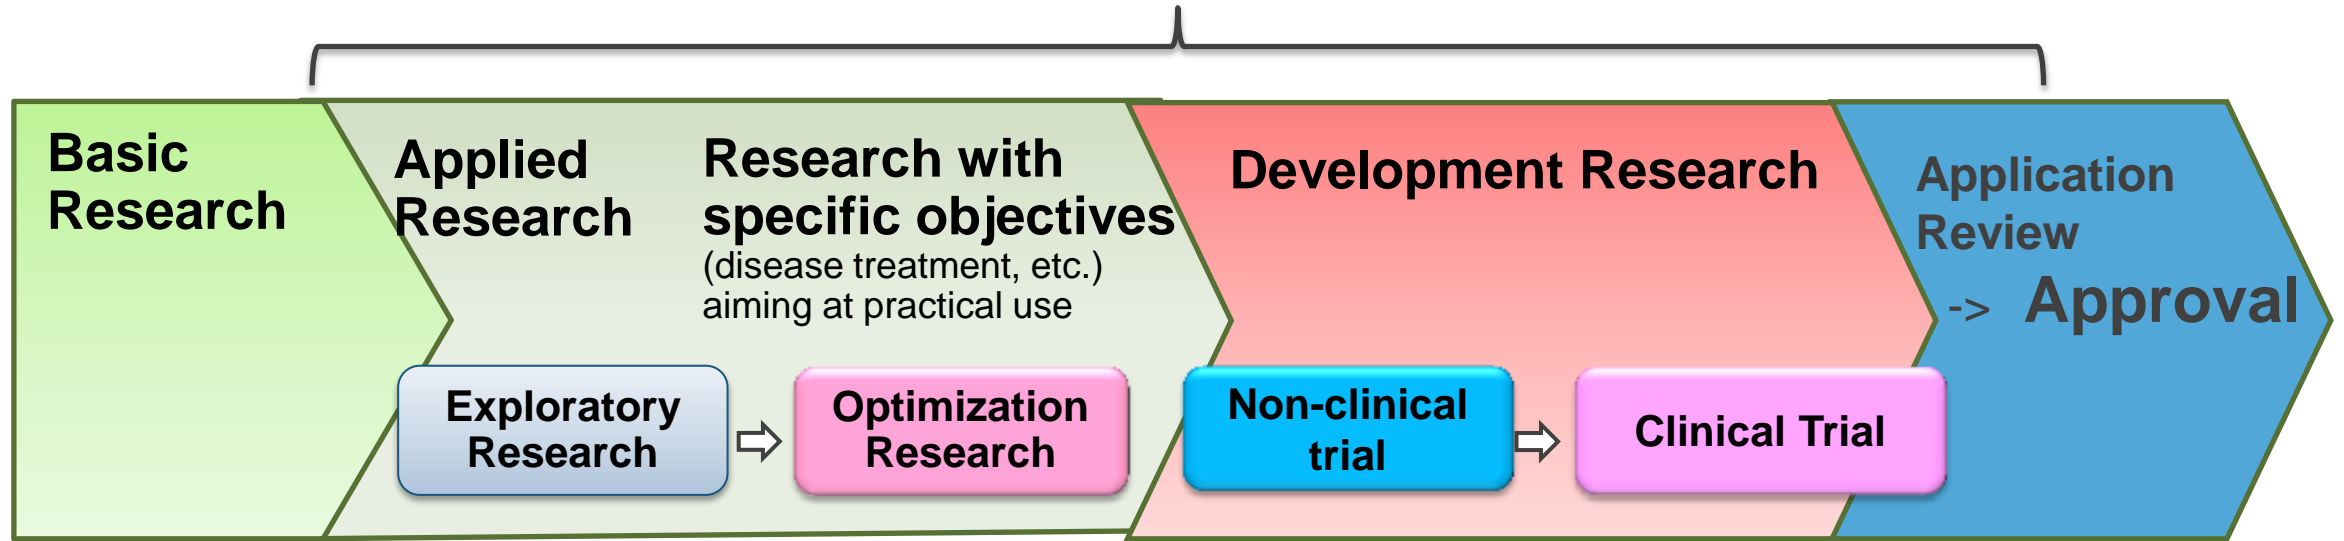 Basic
Research
Applied
Research
Research with
specific objectives
(disease treatment, etc.)
aiming at practical use
Development Research
Application
Review
-> Approval
Exploratory
Research
Optimization
Research
Non-clinical
trial
Clinical Trial